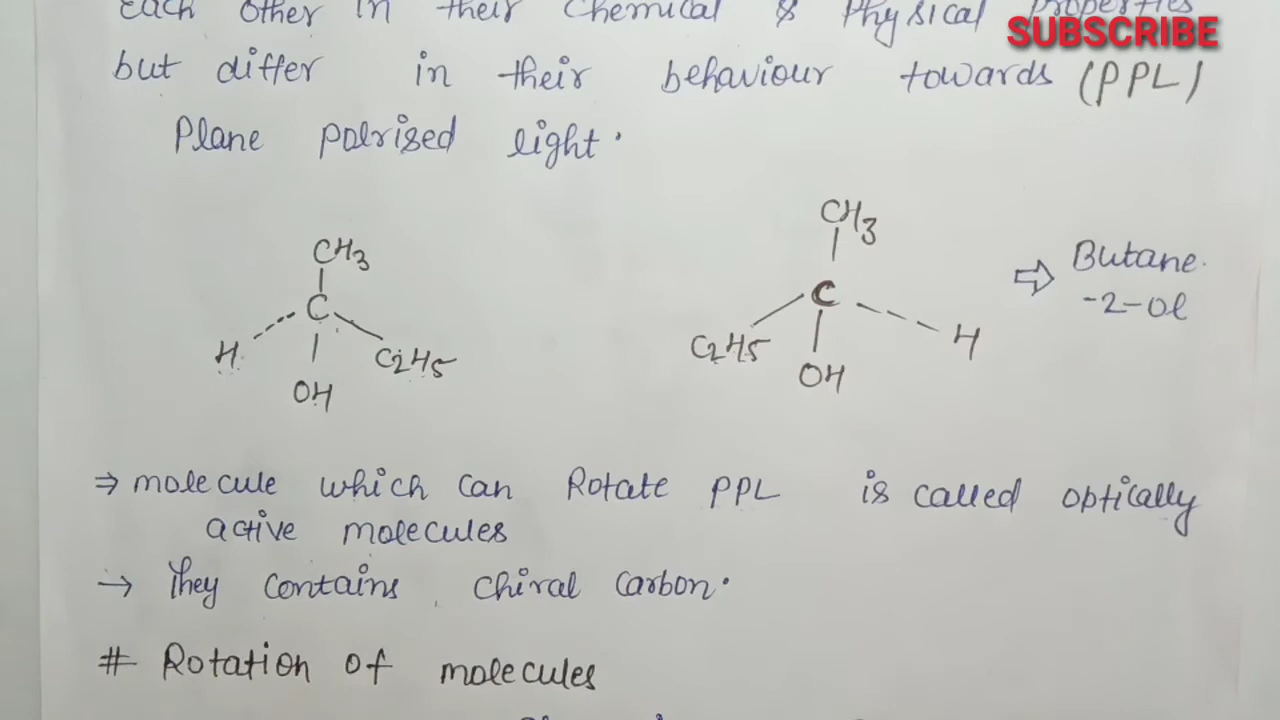 Each other in their chemical & Physical properties
SUBSCRIBE
but differ in their behaviour towards (PPL)
Plane polrised light.
CH3
C
H
C2H5
OH
CH3
C
C2H5
H
OH
⇨ Butane
-2-ol
⇒ molecule which can Rotate PPL is called optically
active molecules
→ They contains chiral carbon.
# Rotation of molecules